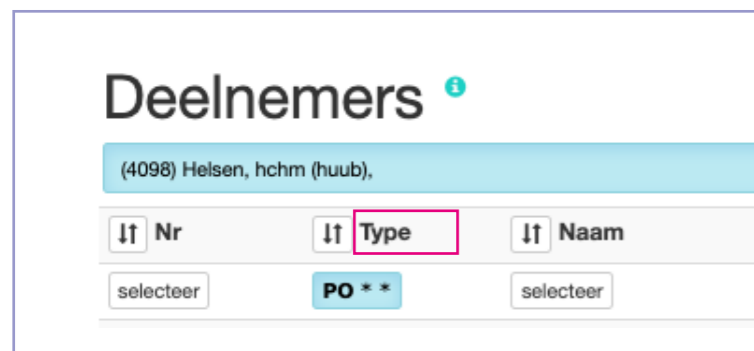 Deelnemers
(4098) Helsen, hchm (huub),
Nr Type Naam
selecteer PO * * selecteer